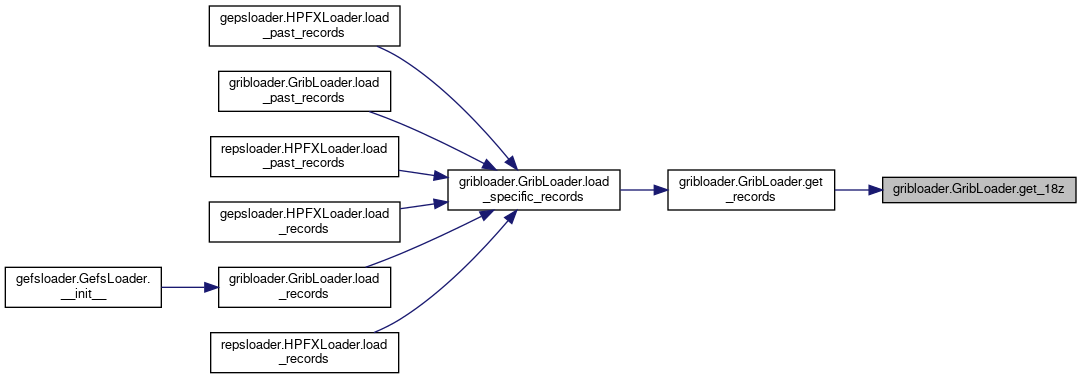 gepsloader.HPFXLoader.load
_past_records
gribloader.GribLoader.load
_past_records
repsloader.HPFXLoader.load
_past_records
gribloader.GribLoader.load
_specific_records
gribloader.GribLoader.get
_records
gribloader.GribLoader.get_18z
gepsloader.HPFXLoader.load
_records
gefsloader.GefsLoader.
__init__
gribloader.GribLoader.load
_records
repsloader.HPFXLoader.load
_records